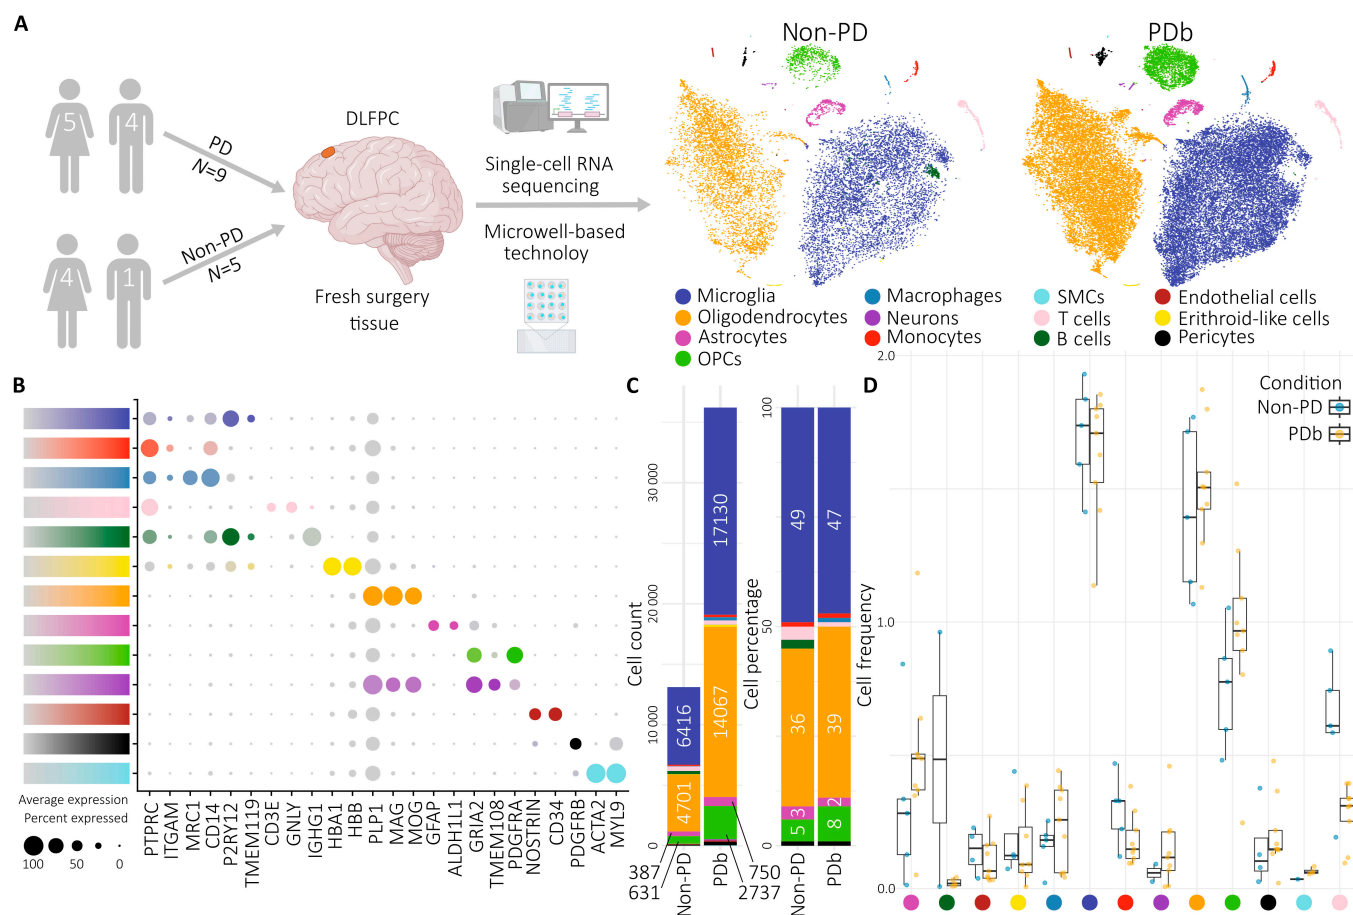 A
5
4
PD
N=9
4
1
Non-PD
N=5
DLFPC
Fresh surgery
tissue
Single-cell RNA
sequencing
Microwell-based
technoloy
Non-PD
PDb
Microglia
Oligodendrocytes
Astrocytes
OPCs
Macrophages
Neurons
Monocytes
SMCs
T cells
B cells
Endothelial cells
Erithroid-like cells
Pericytes
B
Average expression
Percent expressed
100
50
0
PTPRC
ITGAM
MRC1
CD14
P2RY12
TMEM119
CD3E
GNLY
IGHG1
HBA1
HBB
PLP1
MAG
MOG
GFAP
ALDH1L1
GRIA2
TMEM108
PDGFRA
NOSTRIN
CD34
PDGFRB
ACTA2
MYL9
C
Cell count
30 000
20 000
10 000
0
6416
4701
17130
14067
387
631
750
2737
Non-PD
PDb
Cell percentage
100
50
0
49
36
3
5
47
39
2
8
Non-PD
PDb
D
Cell frequency
2.0
1.0
0.0
Condition
Non-PD
PDb